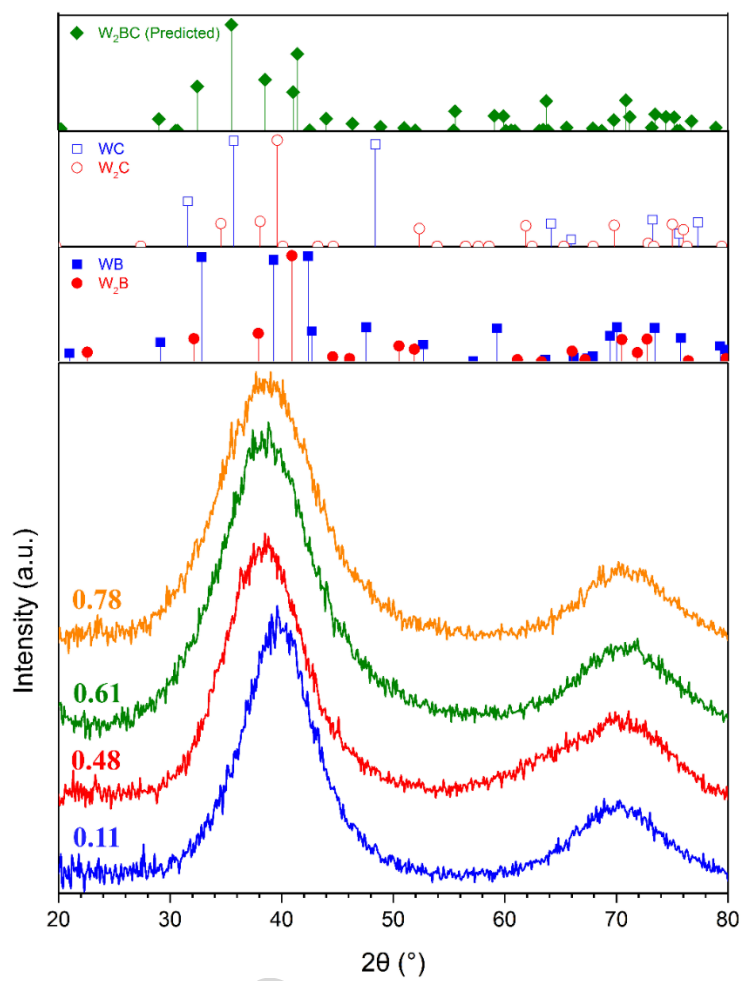 W₂BC (Predicted)
WC
W₂C
WB
W₂B
0.78
0.61
0.48
0.11
Intensity (a.u.)
20 30 40 50 60 70 80
2θ (°)